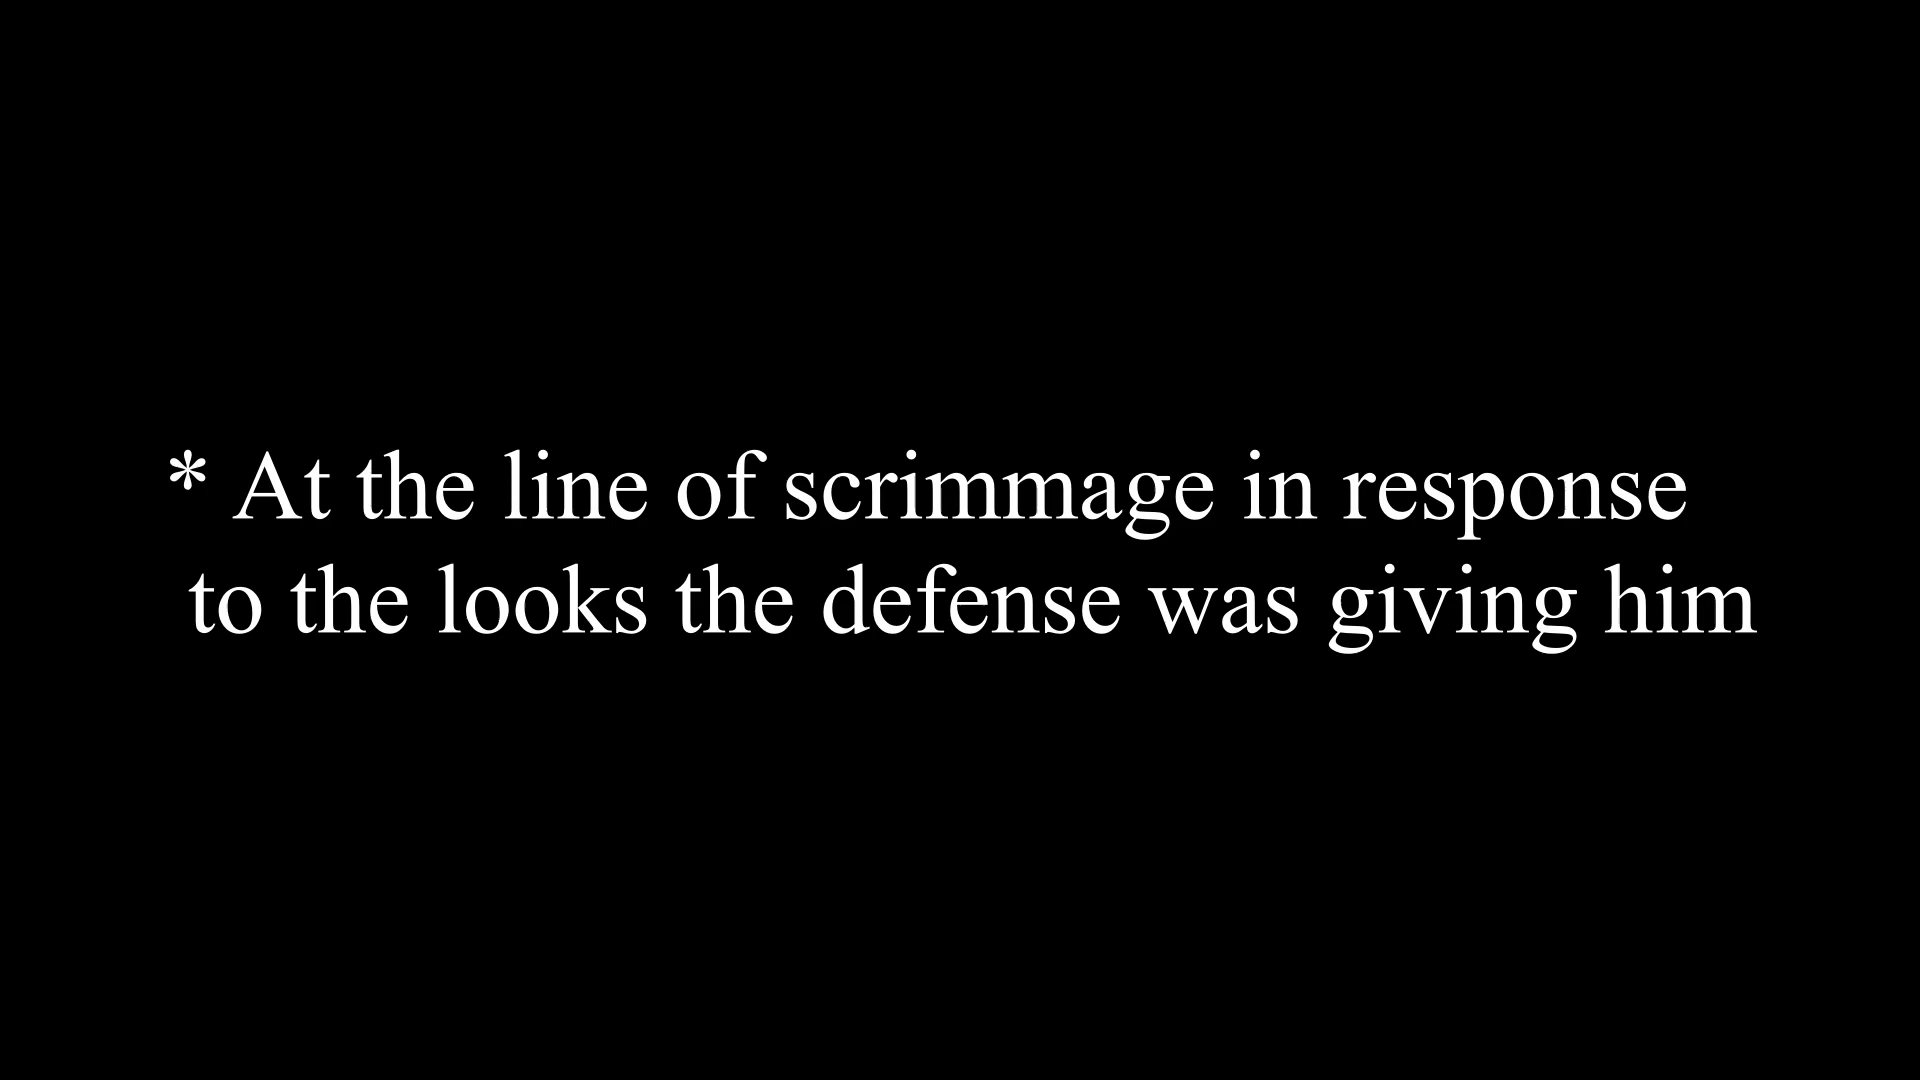 * At the line of scrimmage in response
to the looks the defense was giving him